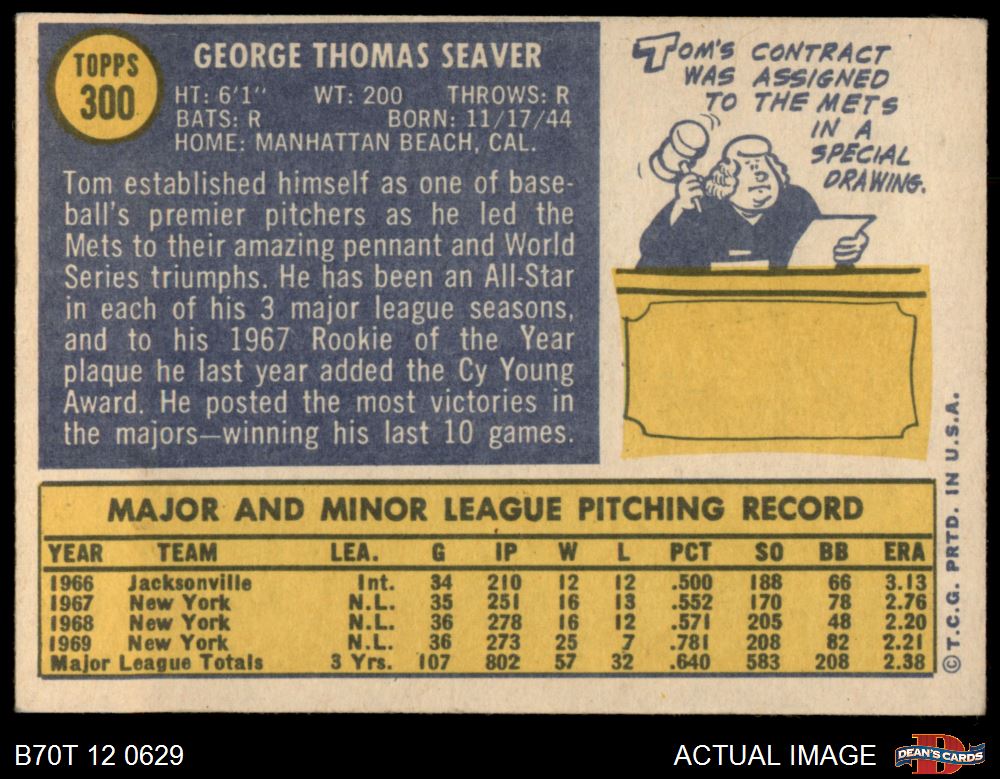 TOPPS
300
GEORGE THOMAS SEAVER
HT: 6'1" WT: 200 THROWS: R
BATS: R BORN: 11/17/44
HOME: MANHATTAN BEACH, CAL.
Tom established himself as one of base-
ball's premier pitchers as he led the
Mets to their amazing pennant and World
Series triumphs. He has been an All-Star
in each of his 3 major league seasons,
and to his 1967 Rookie of the Year
plaque he last year added the Cy Young
Award. He posted the most victories in
the majors—winning his last 10 games.
TOM'S CONTRACT
WAS ASSIGNED
TO THE METS
IN A
SPECIAL
DRAWING.
MAJOR AND MINOR LEAGUE PITCHING RECORD
YEAR TEAM LEA. G IP W L PCT SO BB ERA
1966 Jacksonville Int. 34 210 12 12 .500 188 66 3.13
1967 New York N.L. 35 251 16 13 .552 170 78 2.76
1968 New York N.L. 36 278 16 12 .571 205 48 2.20
1969 New York N.L. 36 273 25 7 .781 208 82 2.21
Major League Totals 3 Yrs. 107 802 57 32 .640 583 208 2.38
© T.C.G. PRTD. IN U.S.A.
B70T 12 0629
ACTUAL IMAGE
DEAN'S CARDS